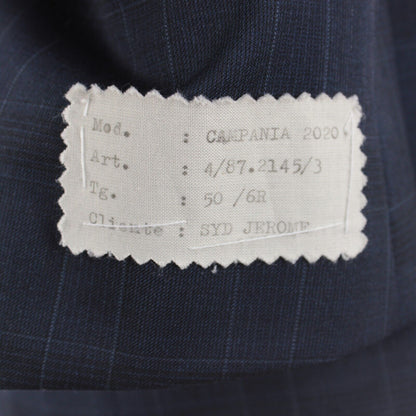 Mod. : CAMPANIA 2020
Art. : 4/87.2145/3
Tg. : 50 /6R
Cliente : SYD JEROME